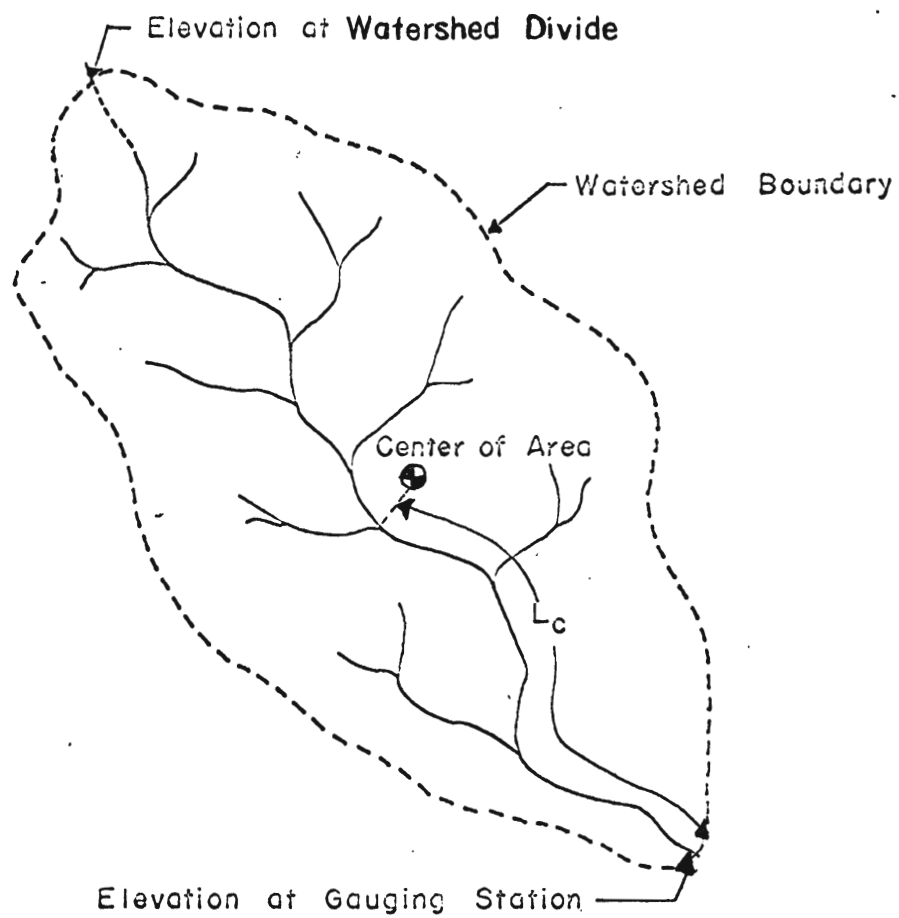 Elevation at Watershed Divide
Watershed Boundary
Center of Area
Lc
Elevation at Gauging Station